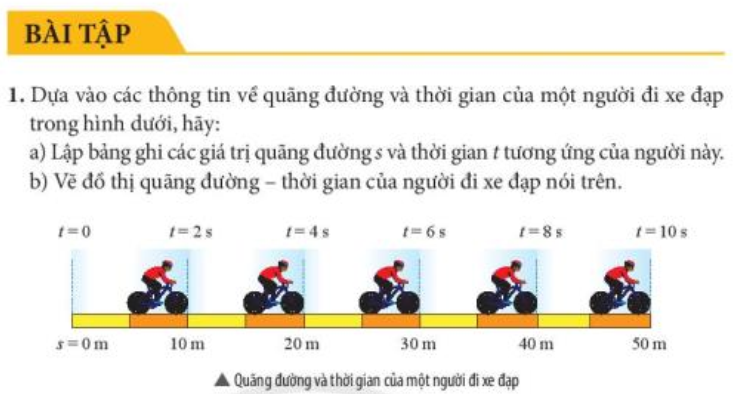 BÀI TẬP
1. Dựa vào các thông tin về quãng đường và thời gian của một người đi xe đạp
trong hình dưới, hãy:
a) Lập bảng ghi các giá trị quãng đường s và thời gian t tương ứng của người này.
b) Vẽ đồ thị quãng đường – thời gian của người đi xe đạp nói trên.
t = 0 t = 2 s t = 4 s t = 6 s t = 8 s t = 10 s
s = 0 m 10 m 20 m 30 m 40 m 50 m
▲ Quãng đường và thời gian của một người đi xe đạp